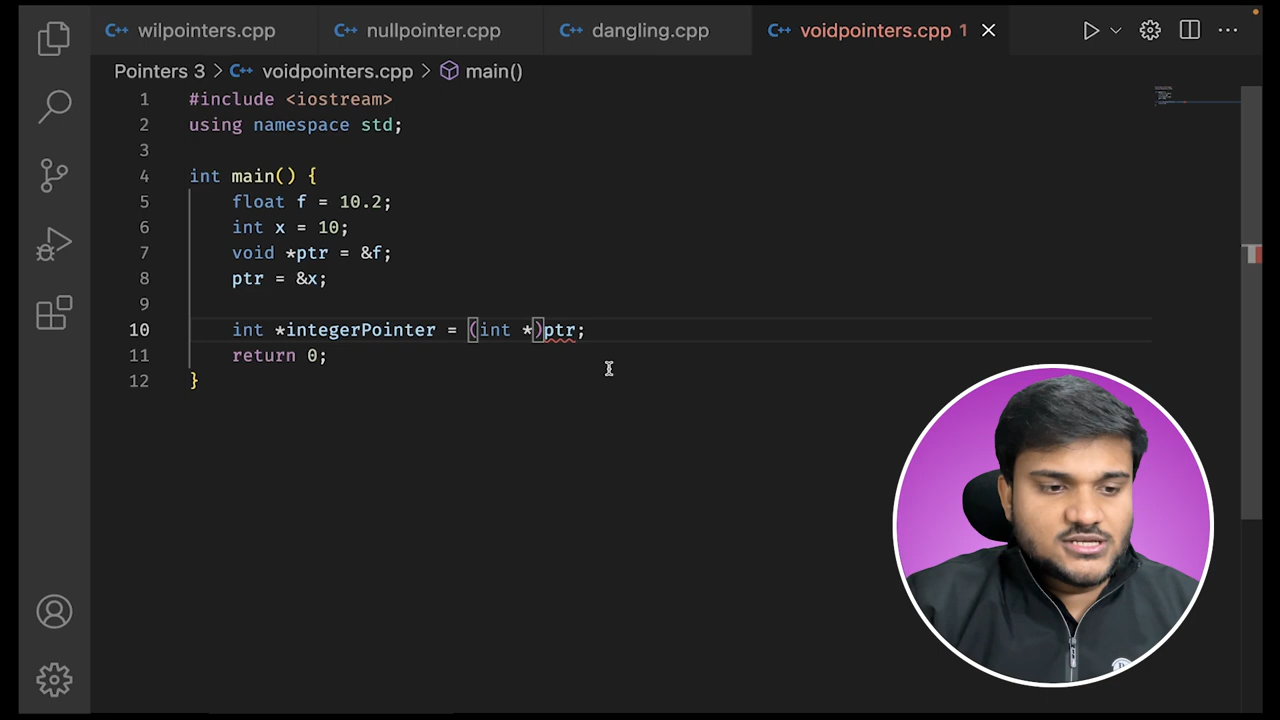 wilpointers.cpp nullpointer.cpp dangling.cpp voidpointers.cpp 1
Pointers 3 > voidpointers.cpp > main()
1 #include <iostream>
2 using namespace std;
3
4 int main() {
5 float f = 10.2;
6 int x = 10;
7 void *ptr = &f;
8 ptr = &x;
9
10 int *integerPointer = (int *)ptr;
11 return 0;
12 }